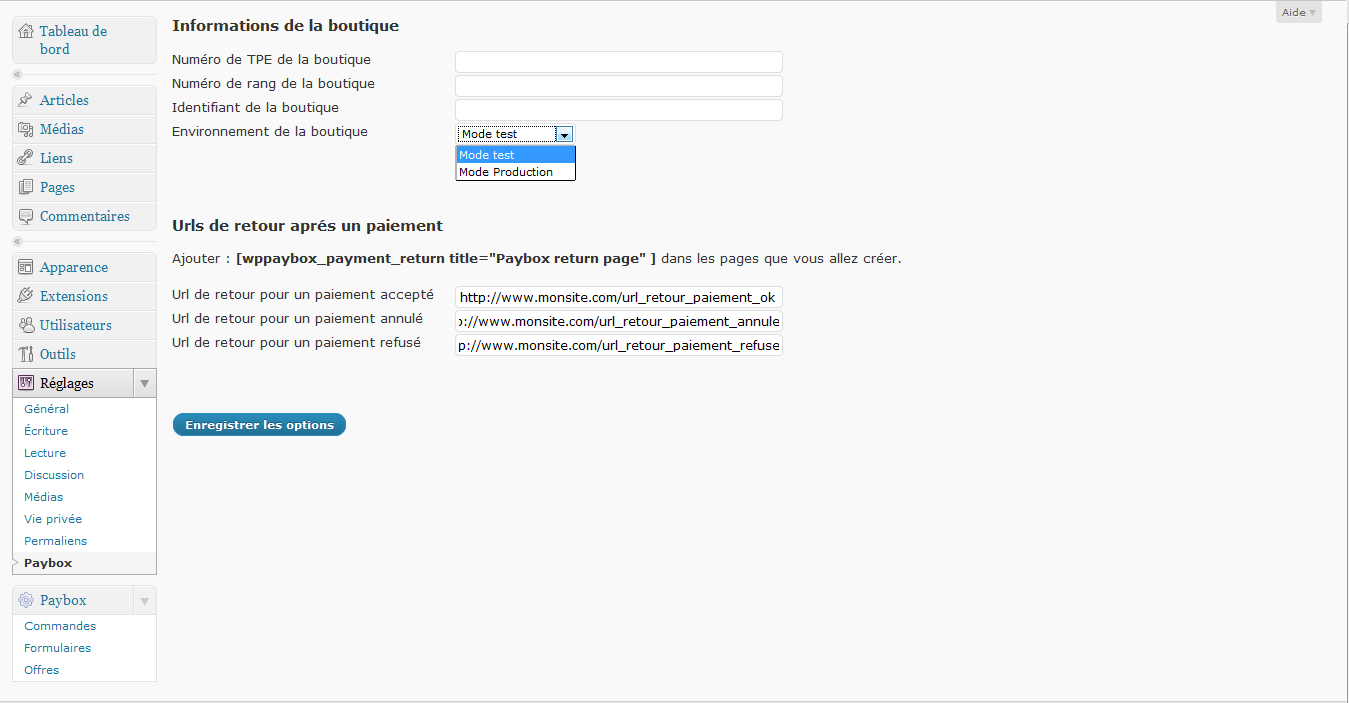 Aide
Tableau de
bord
Articles
Médias
Liens
Pages
Commentaires
Apparence
Extensions
Utilisateurs
Outils
Réglages
Général
Écriture
Lecture
Discussion
Médias
Vie privée
Permaliens
Paybox
Paybox
Commandes
Formulaires
Offres
Informations de la boutique
Numéro de TPE de la boutique
Numéro de rang de la boutique
Identifiant de la boutique
Environnement de la boutique Mode test
Mode test
Mode Production
Urls de retour aprés un paiement
Ajouter : [wppaybox_payment_return title="Paybox return page" ] dans les pages que vous allez créer.
Url de retour pour un paiement accepté http://www.monsite.com/url_retour_paiement_ok
Url de retour pour un paiement annulé p://www.monsite.com/url_retour_paiement_annule
Url de retour pour un paiement refusé p://www.monsite.com/url_retour_paiement_refuse
Enregistrer les options